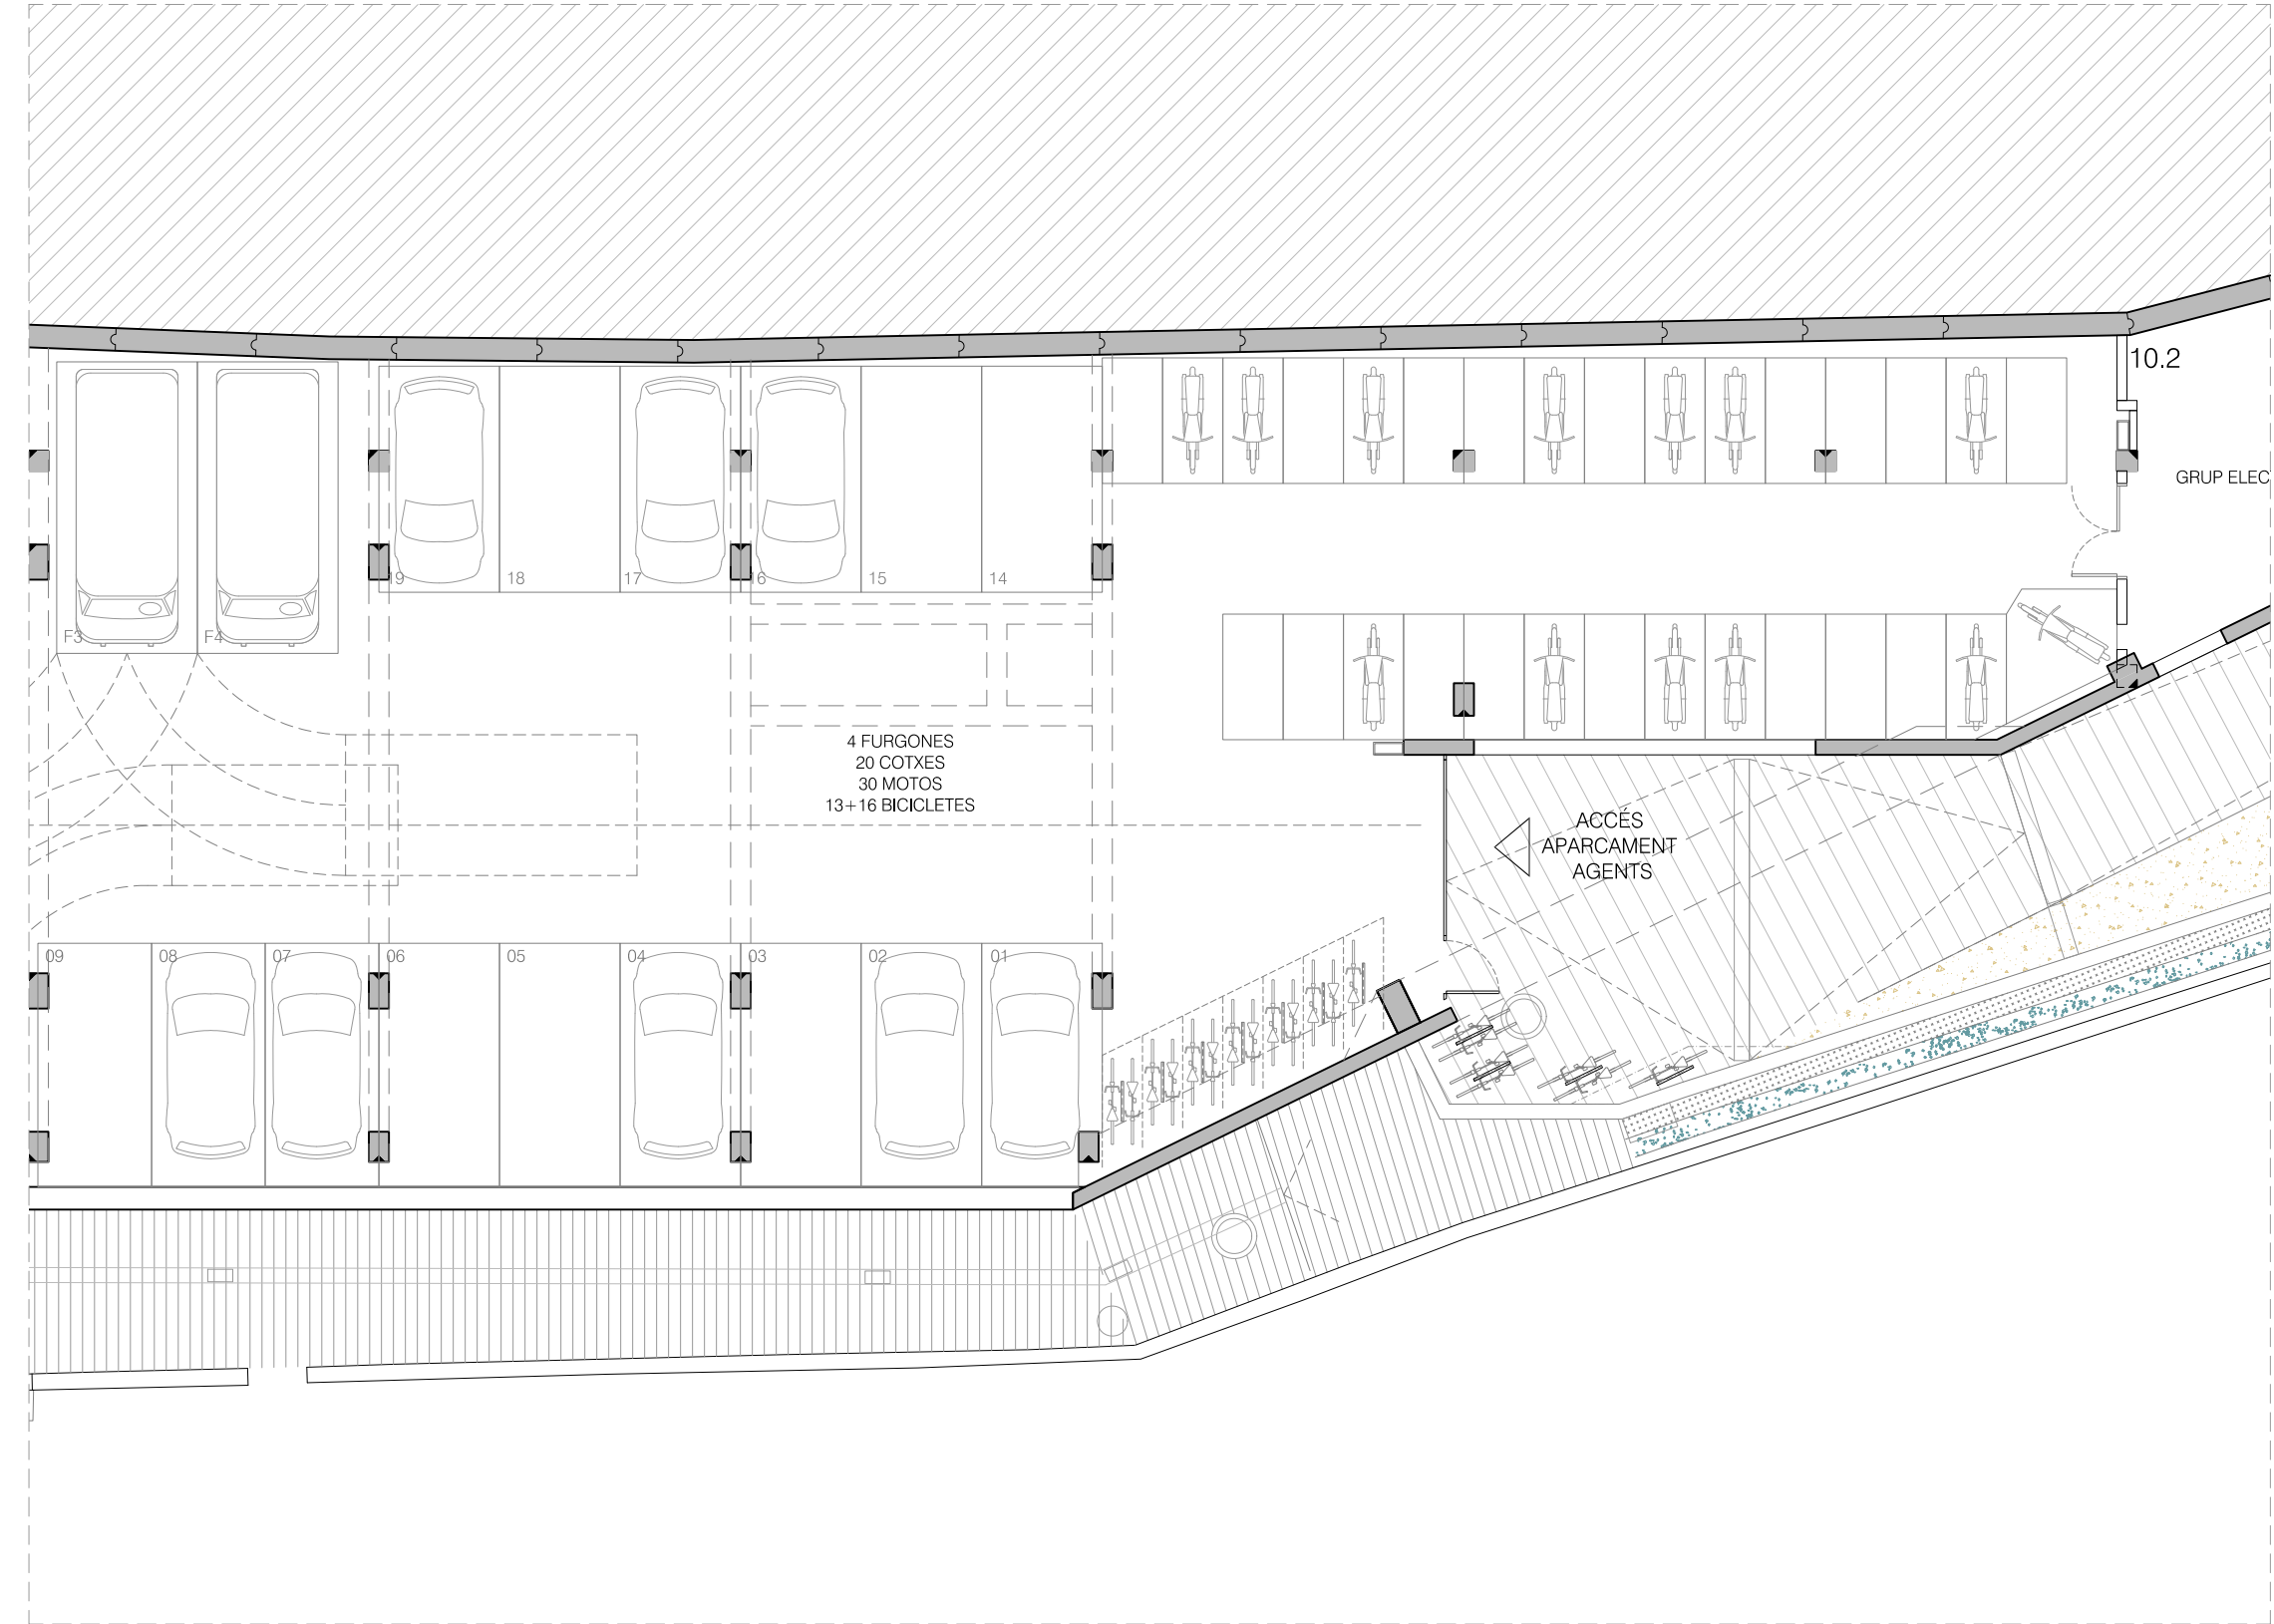 10.2
GRUP ELEC
19
18
17
16
15
14
F3
F4
4 FURGONES
20 COTXES
30 MOTOS
13+16 BICICLETES
ACCÉS
APARCAMENT
AGENTS
09
08
07
06
05
04
03
02
01